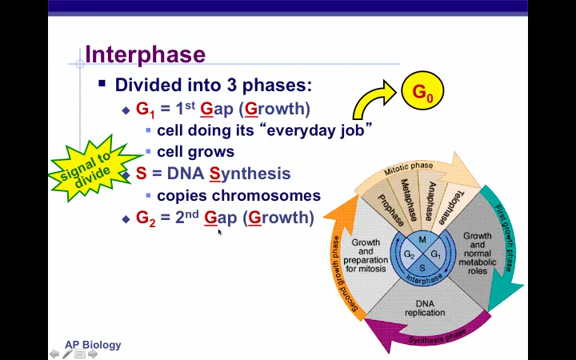 Interphase
Divided into 3 phases:
G1 = 1st Gap (Growth)
cell doing its “everyday job”
cell grows
S = DNA Synthesis
copies chromosomes
G2 = 2nd Gap (Growth)
signal to
divide
G0
Mitotic phase
Prophase
Metaphase
Anaphase
Telophase
First growth phase
Growth
and
normal
metabolic
roles
Growth and
preparation
for mitosis
Second growth phase
M
G2
G1
S
Interphase
DNA
replication
Synthesis phase
AP Biology